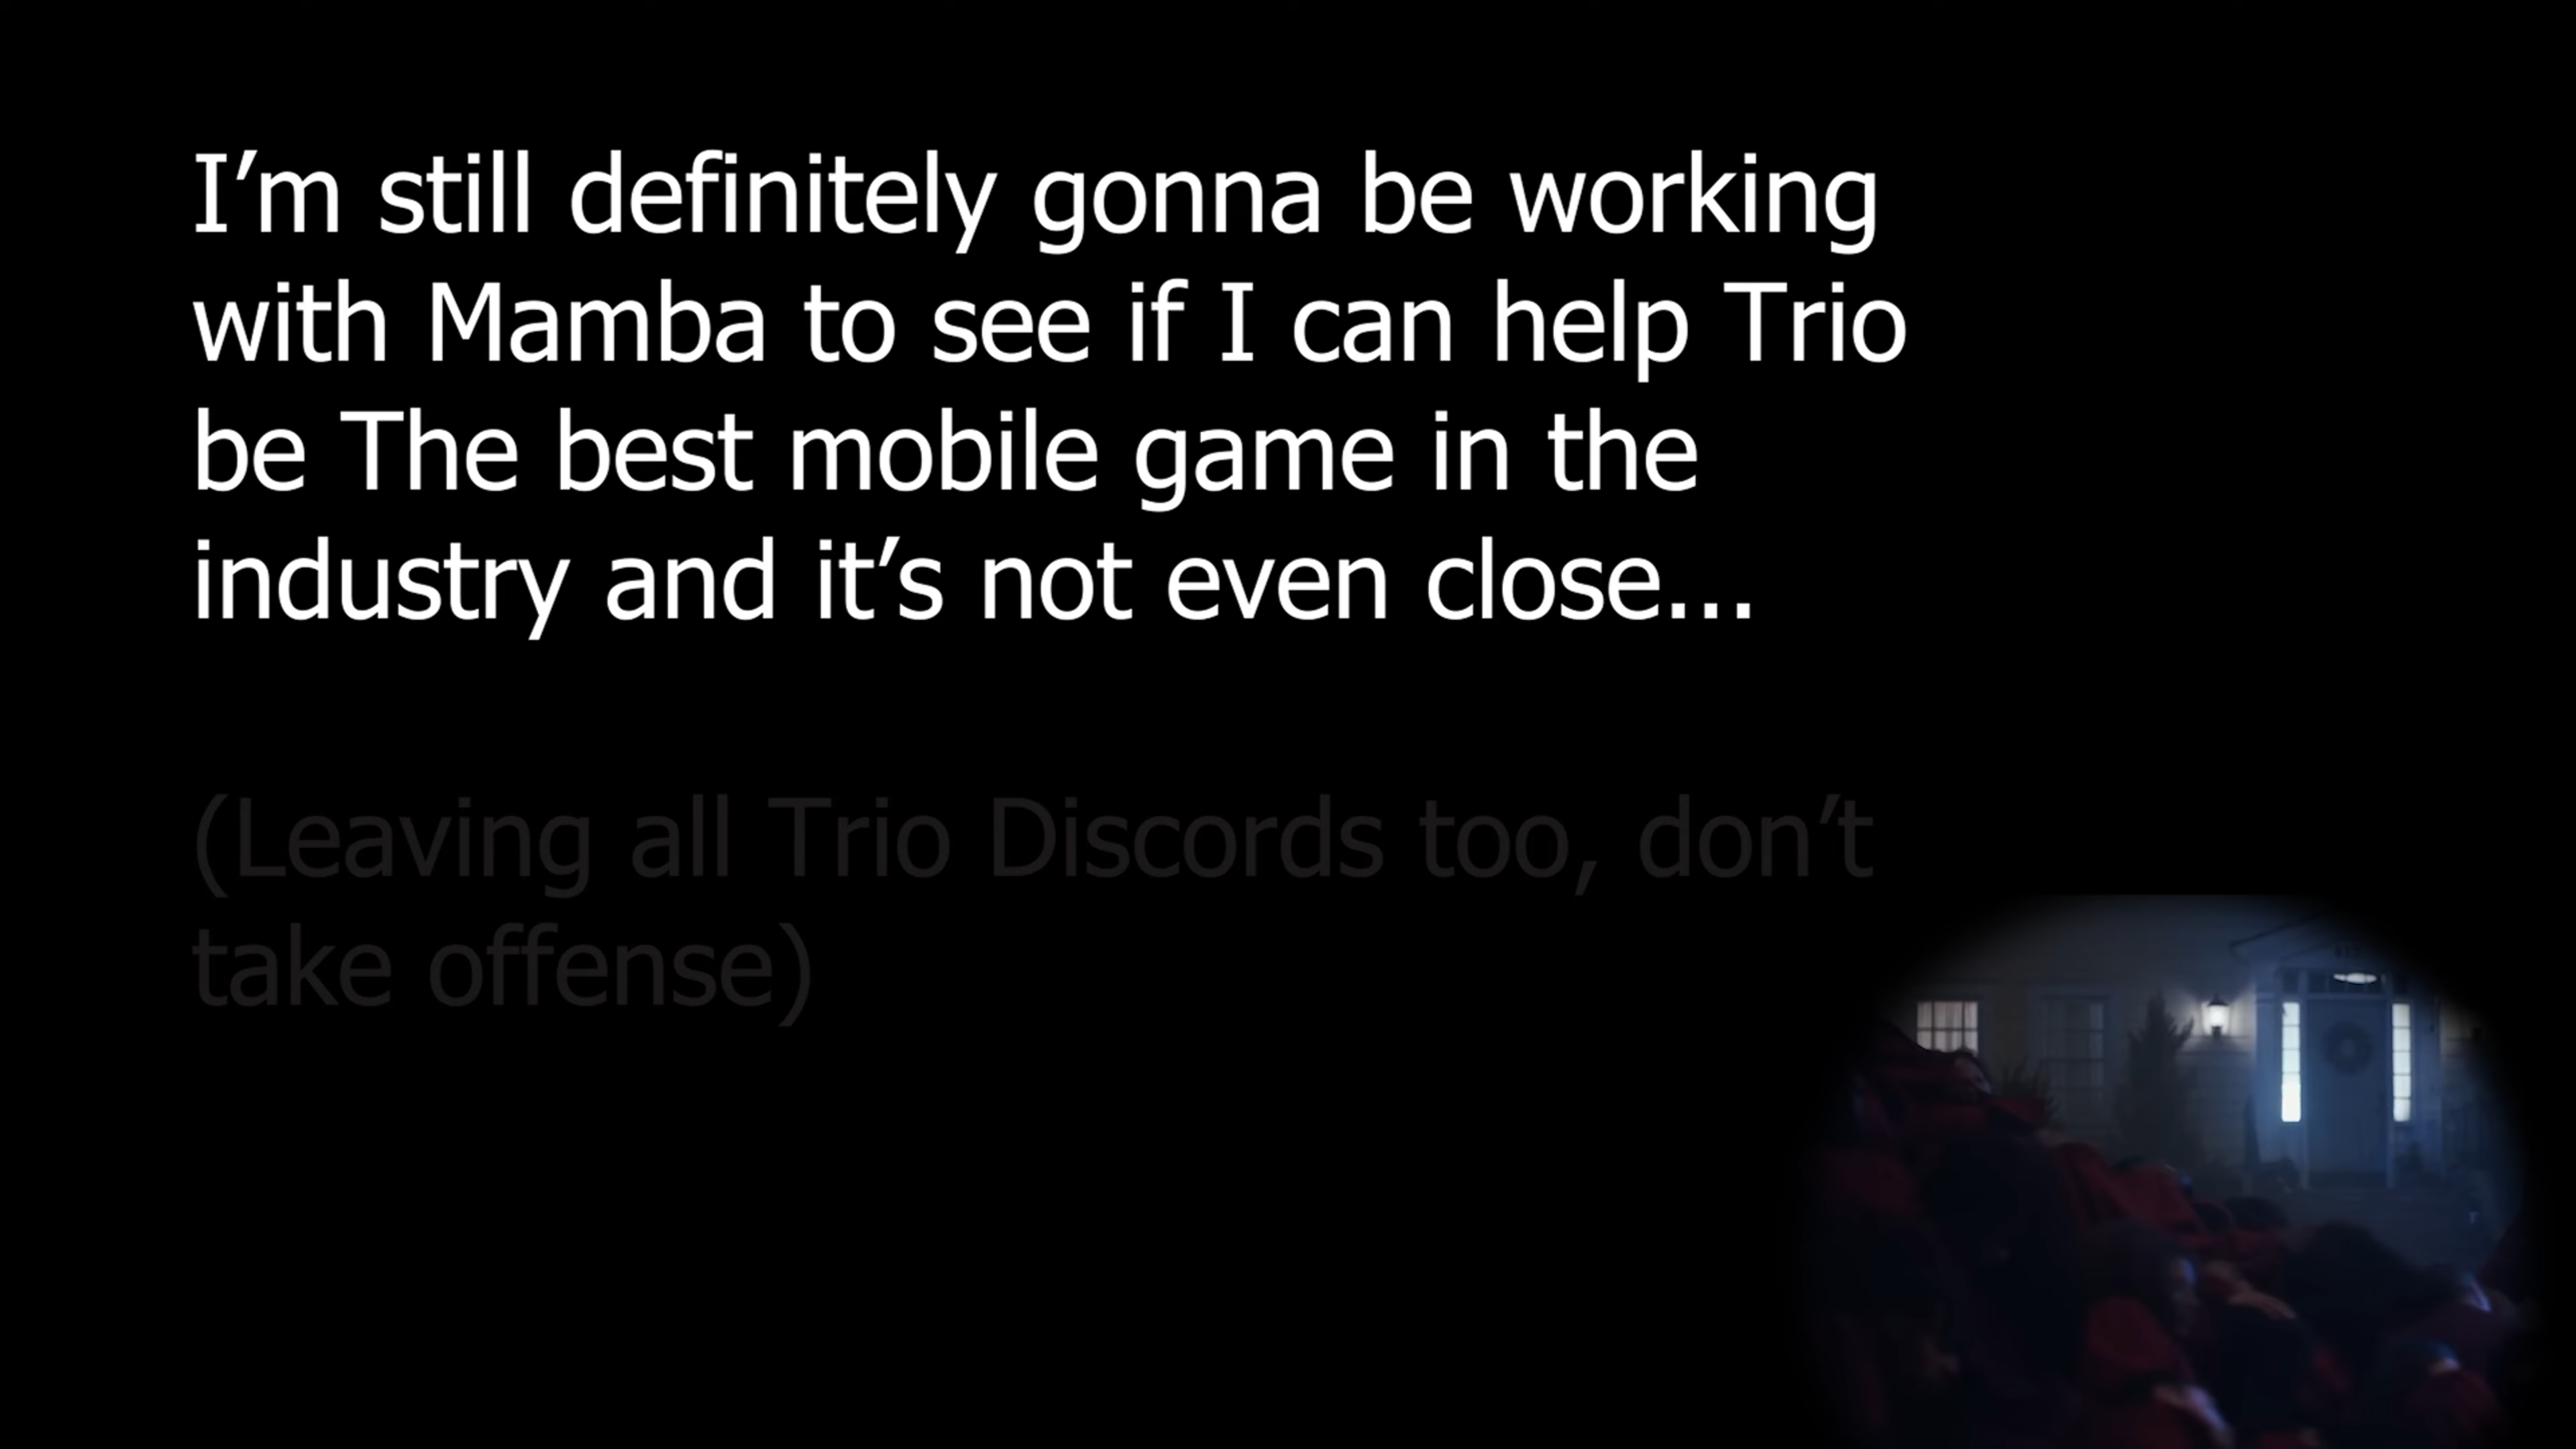 I’m still definitely gonna be working
with Mamba to see if I can help Trio
be The best mobile game in the
industry and it’s not even close...
(Leaving all Trio Discords too, don’t
take offense)